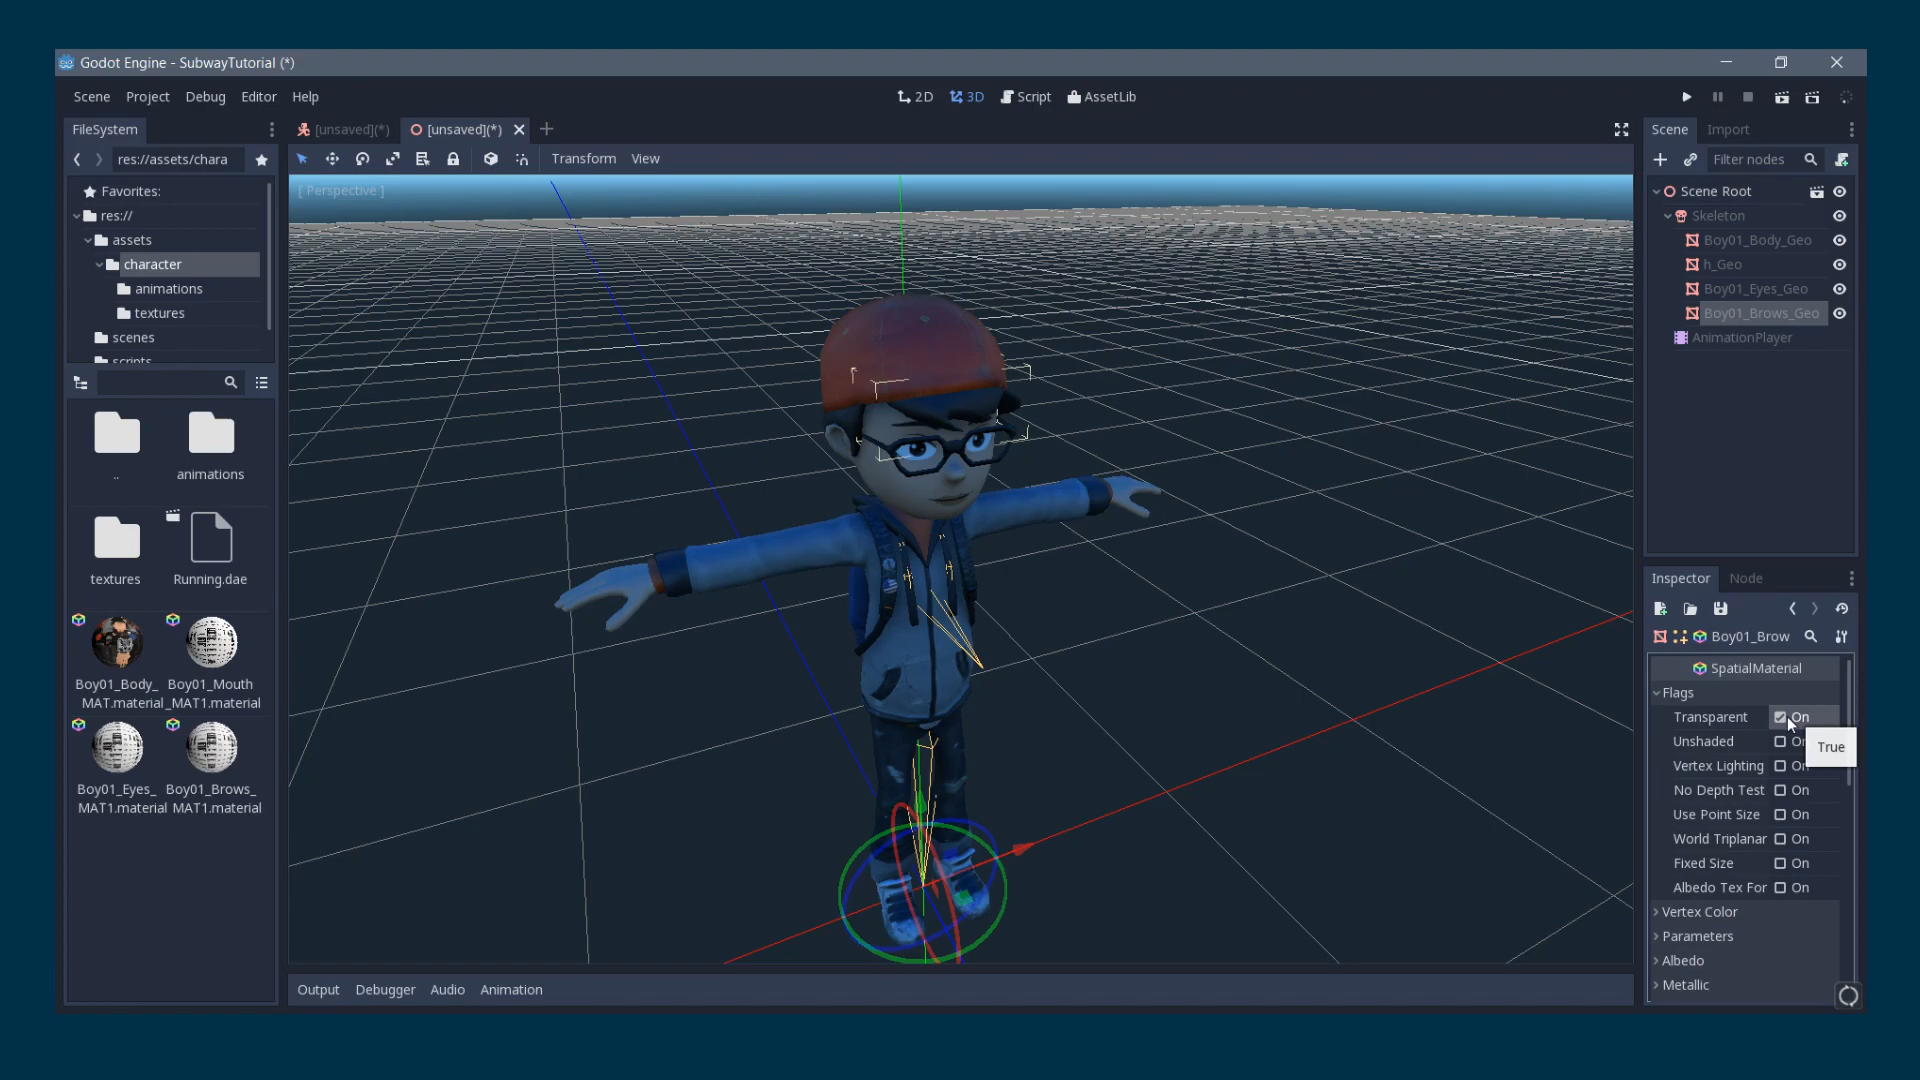 Godot Engine - SubwayTutorial (*)
Scene Project Debug Editor Help
2D 3D Script AssetLib
FileSystem
res://assets/chara
Favorites:
res://
assets
character
animations
textures
scenes
scripts
..
animations
textures
Running.dae
Boy01_Body_
MAT.material
Boy01_Mouth
_MAT1.material
Boy01_Eyes_
MAT1.material
Boy01_Brows_
MAT1.material
[unsaved](*) [unsaved](*)
Transform View
[ Perspective ]
Output Debugger Audio Animation
Scene Import
Filter nodes
Scene Root
Skeleton
Boy01_Body_Geo
h_Geo
Boy01_Eyes_Geo
Boy01_Brows_Geo
AnimationPlayer
Inspector Node
Boy01_Brow
SpatialMaterial
Flags
Transparent On
Unshaded On
True
Vertex Lighting On
No Depth Test On
Use Point Size On
World Triplanar On
Fixed Size On
Albedo Tex For On
Vertex Color
Parameters
Albedo
Metallic